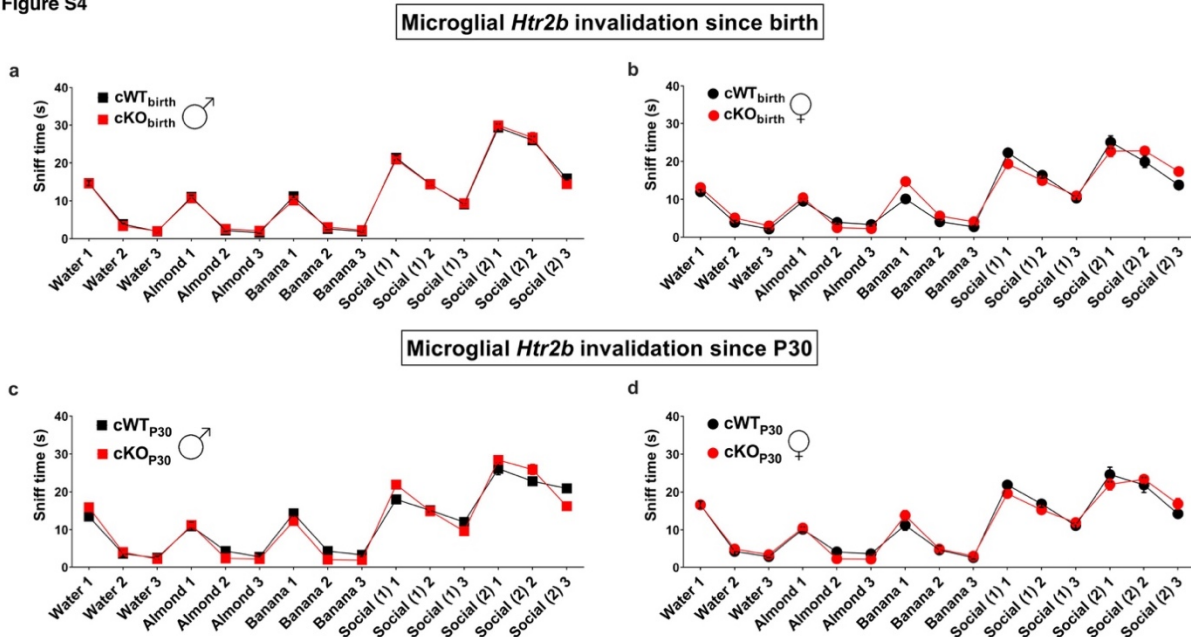 Figure S4
Microglial Htr2b invalidation since birth
a
Sniff time (s)
40
30
20
10
0
cWTbirth
cKObirth
Water 1
Water 2
Water 3
Almond 1
Almond 2
Almond 3
Banana 1
Banana 2
Banana 3
Social (1) 1
Social (1) 2
Social (1) 3
Social (2) 1
Social (2) 2
Social (2) 3
b
Sniff time (s)
40
30
20
10
0
cWTbirth
cKObirth
Water 1
Water 2
Water 3
Almond 1
Almond 2
Almond 3
Banana 1
Banana 2
Banana 3
Social (1) 1
Social (1) 2
Social (1) 3
Social (2) 1
Social (2) 2
Social (2) 3
Microglial Htr2b invalidation since P30
c
Sniff time (s)
40
30
20
10
0
cWTP30
cKOP30
Water 1
Water 2
Water 3
Almond 1
Almond 2
Almond 3
Banana 1
Banana 2
Banana 3
Social (1) 1
Social (1) 2
Social (1) 3
Social (2) 1
Social (2) 2
Social (2) 3
d
Sniff time (s)
40
30
20
10
0
cWTP30
cKOP30
Water 1
Water 2
Water 3
Almond 1
Almond 2
Almond 3
Banana 1
Banana 2
Banana 3
Social (1) 1
Social (1) 2
Social (1) 3
Social (2) 1
Social (2) 2
Social (2) 3